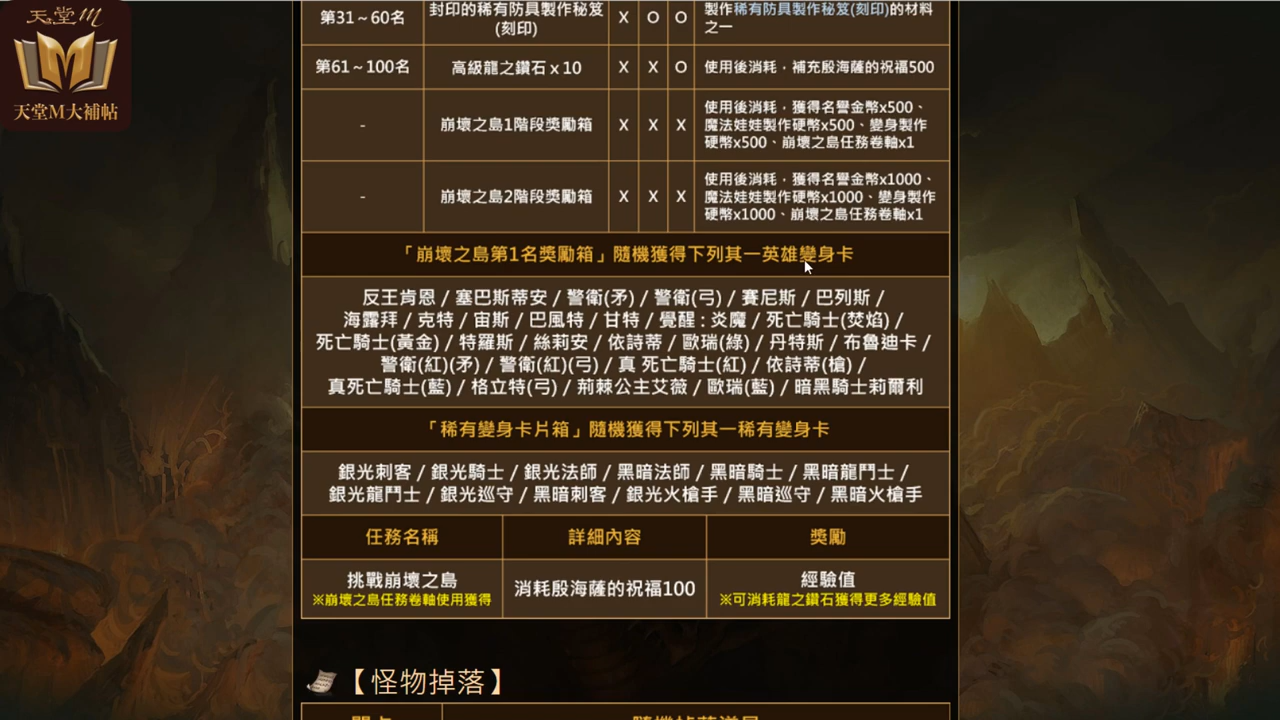 天堂M
天堂M大補帖
第31～60名
封印的稀有防具製作秘笈
(刻印)
X O O
製作稀有防具製作秘笈(刻印)的材料
之一
第61～100名
高級龍之鑽石 x 10
X X O
使用後消耗，補充殷海薩的祝福500
-
崩壞之島1階段獎勵箱
X X X
使用後消耗，獲得名譽金幣x500、
魔法娃娃製作硬幣x500、變身製作
硬幣x500、崩壞之島任務卷軸x1
-
崩壞之島2階段獎勵箱
X X X
使用後消耗，獲得名譽金幣x1000、
魔法娃娃製作硬幣x1000、變身製作
硬幣x1000、崩壞之島任務卷軸x1
「崩壞之島第1名獎勵箱」隨機獲得下列其一英雄變身卡
反王肯恩 / 塞巴斯蒂安 / 警衛(矛) / 警衛(弓) / 賽尼斯 / 巴列斯 /
海露拜 / 克特 / 宙斯 / 巴風特 / 甘特 / 覺醒 : 炎魔 / 死亡騎士(焚焰) /
死亡騎士(黃金) / 特羅斯 / 絲莉安 / 依詩蒂 / 歐瑞(綠) / 丹特斯 / 布魯迪卡 /
警衛(紅)(矛) / 警衛(紅)(弓) / 真 死亡騎士(紅) / 依詩蒂(槍) /
真死亡騎士(藍) / 格立特(弓) / 荊棘公主艾薇 / 歐瑞(藍) / 暗黑騎士莉爾利
「稀有變身卡片箱」隨機獲得下列其一稀有變身卡
銀光刺客 / 銀光騎士 / 銀光法師 / 黑暗法師 / 黑暗騎士 / 黑暗龍鬥士 /
銀光龍鬥士 / 銀光巡守 / 黑暗刺客 / 銀光火槍手 / 黑暗巡守 / 黑暗火槍手
任務名稱
詳細內容
獎勵
挑戰崩壞之島
※崩壞之島任務卷軸使用獲得
消耗殷海薩的祝福100
經驗值
※可消耗龍之鑽石獲得更多經驗值
【怪物掉落】